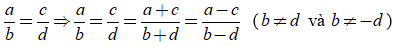 a/b = c/d ⇒ a/b = c/d = (a+c)/(b+d) = (a−c)/(b−d) (b ≠ d và b ≠ −d)